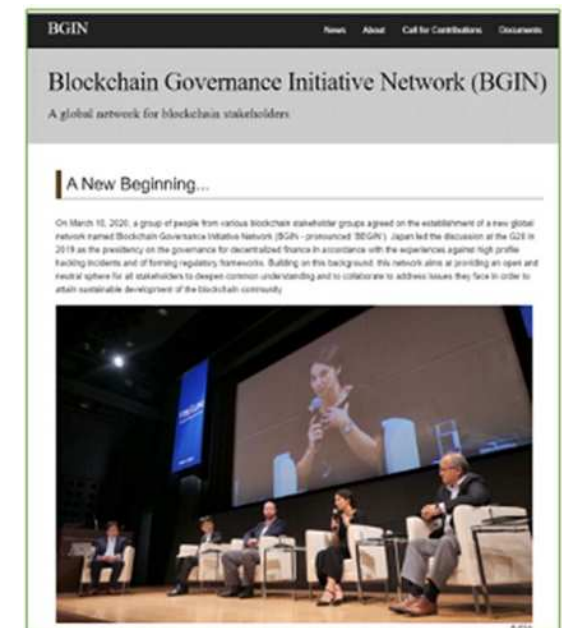 BGIN
News About Call for Contributions Documents
Blockchain Governance Initiative Network (BGIN)
A global network for blockchain stakeholders
A New Beginning...
On March 10, 2020, a group of people from various blockchain stakeholder groups agreed on the establishment of a new global
network named Blockchain Governance Initiative Network (BGIN - pronounced 'BEGIN'). Japan led the discussion at the G20 in
2019 as the presidency on the governance for decentralized finance in accordance with the experiences against high profile
hacking incidents and of forming regulatory frameworks. Building on this background, this network aims at providing an open and
neutral sphere for all stakeholders to deepen common understanding and to collaborate to address issues they face in order to
attain sustainable development of the blockchain community